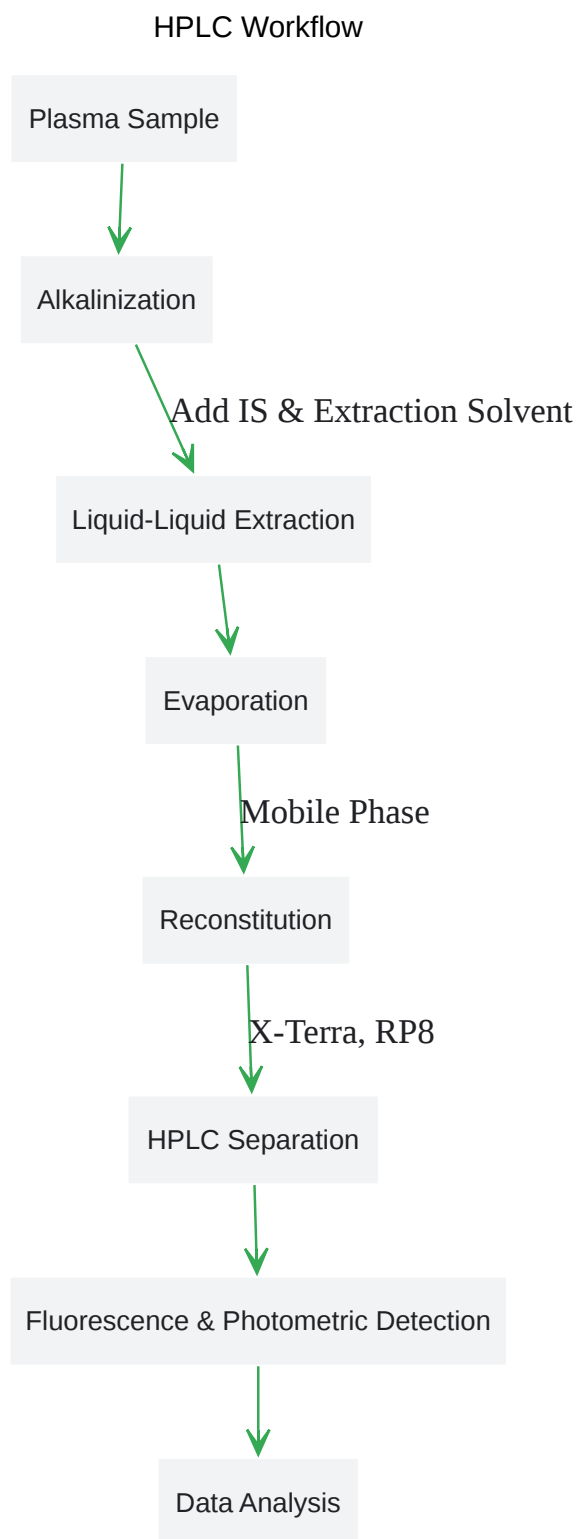 HPLC Workflow
Plasma Sample
Alkalinization
Add IS & Extraction Solvent
Liquid-Liquid Extraction
Evaporation
Mobile Phase
Reconstitution
X-Terra, RP8
HPLC Separation
Fluorescence & Photometric Detection
Data Analysis